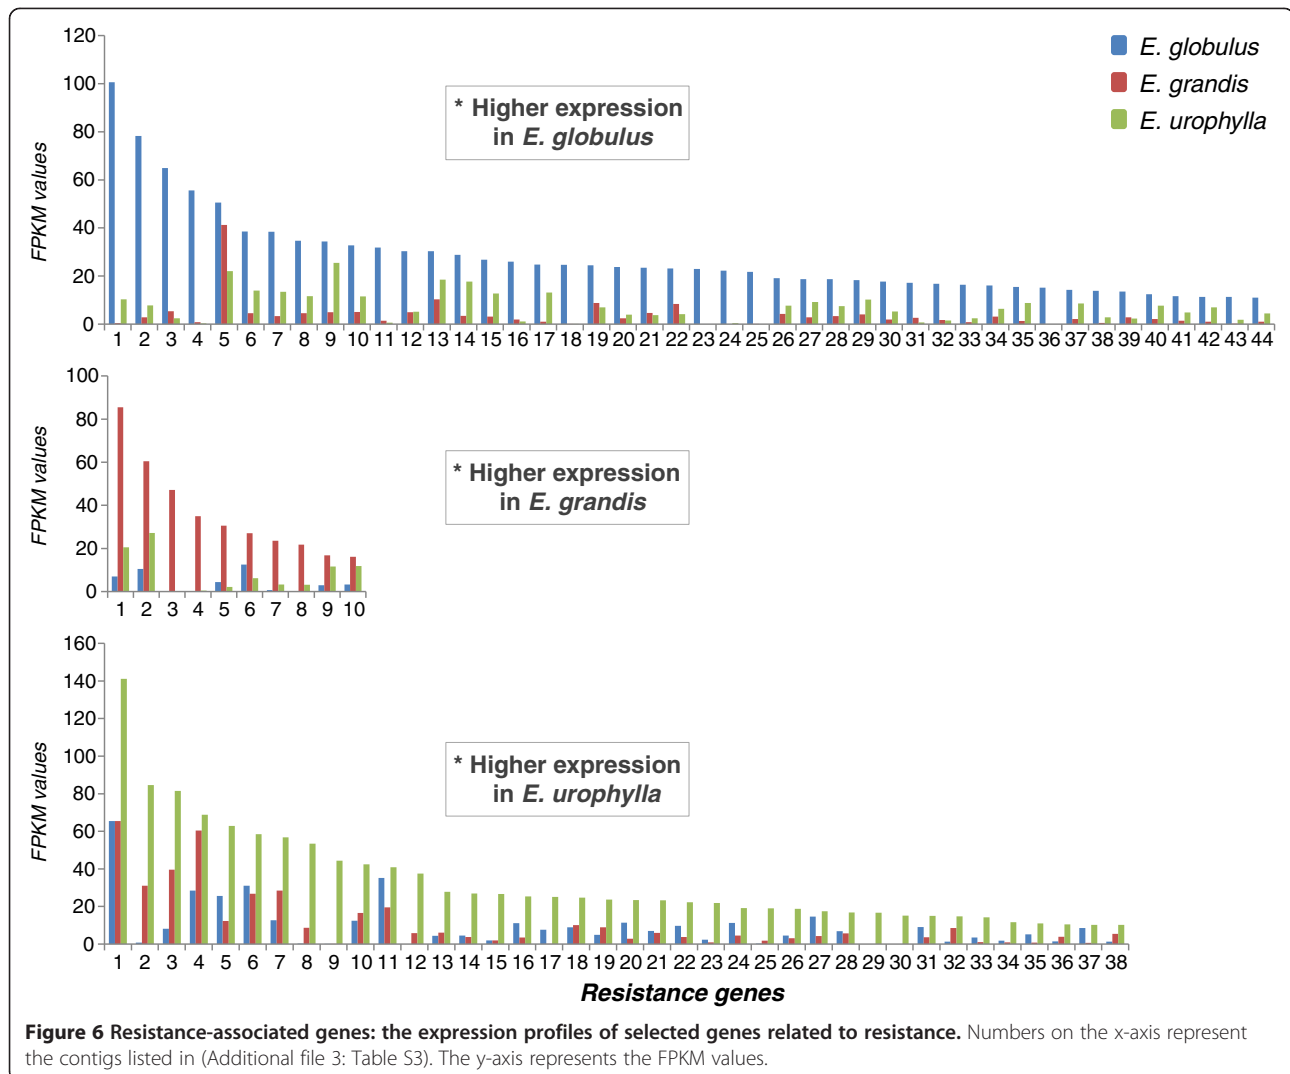 120
100
80
60
40
20
0
FPKM values
* Higher expression
in E. globulus
E. globulus
E. grandis
E. urophylla
1 2 3 4 5 6 7 8 9 10 11 12 13 14 15 16 17 18 19 20 21 22 23 24 25 26 27 28 29 30 31 32 33 34 35 36 37 38 39 40 41 42 43 44
100
80
60
40
20
0
FPKM values
* Higher expression
in E. grandis
1 2 3 4 5 6 7 8 9 10
160
140
120
100
80
60
40
20
0
FPKM values
* Higher expression
in E. urophylla
1 2 3 4 5 6 7 8 9 10 11 12 13 14 15 16 17 18 19 20 21 22 23 24 25 26 27 28 29 30 31 32 33 34 35 36 37 38
Resistance genes
Figure 6 Resistance-associated genes: the expression profiles of selected genes related to resistance. Numbers on the x-axis represent
the contigs listed in (Additional file 3: Table S3). The y-axis represents the FPKM values.